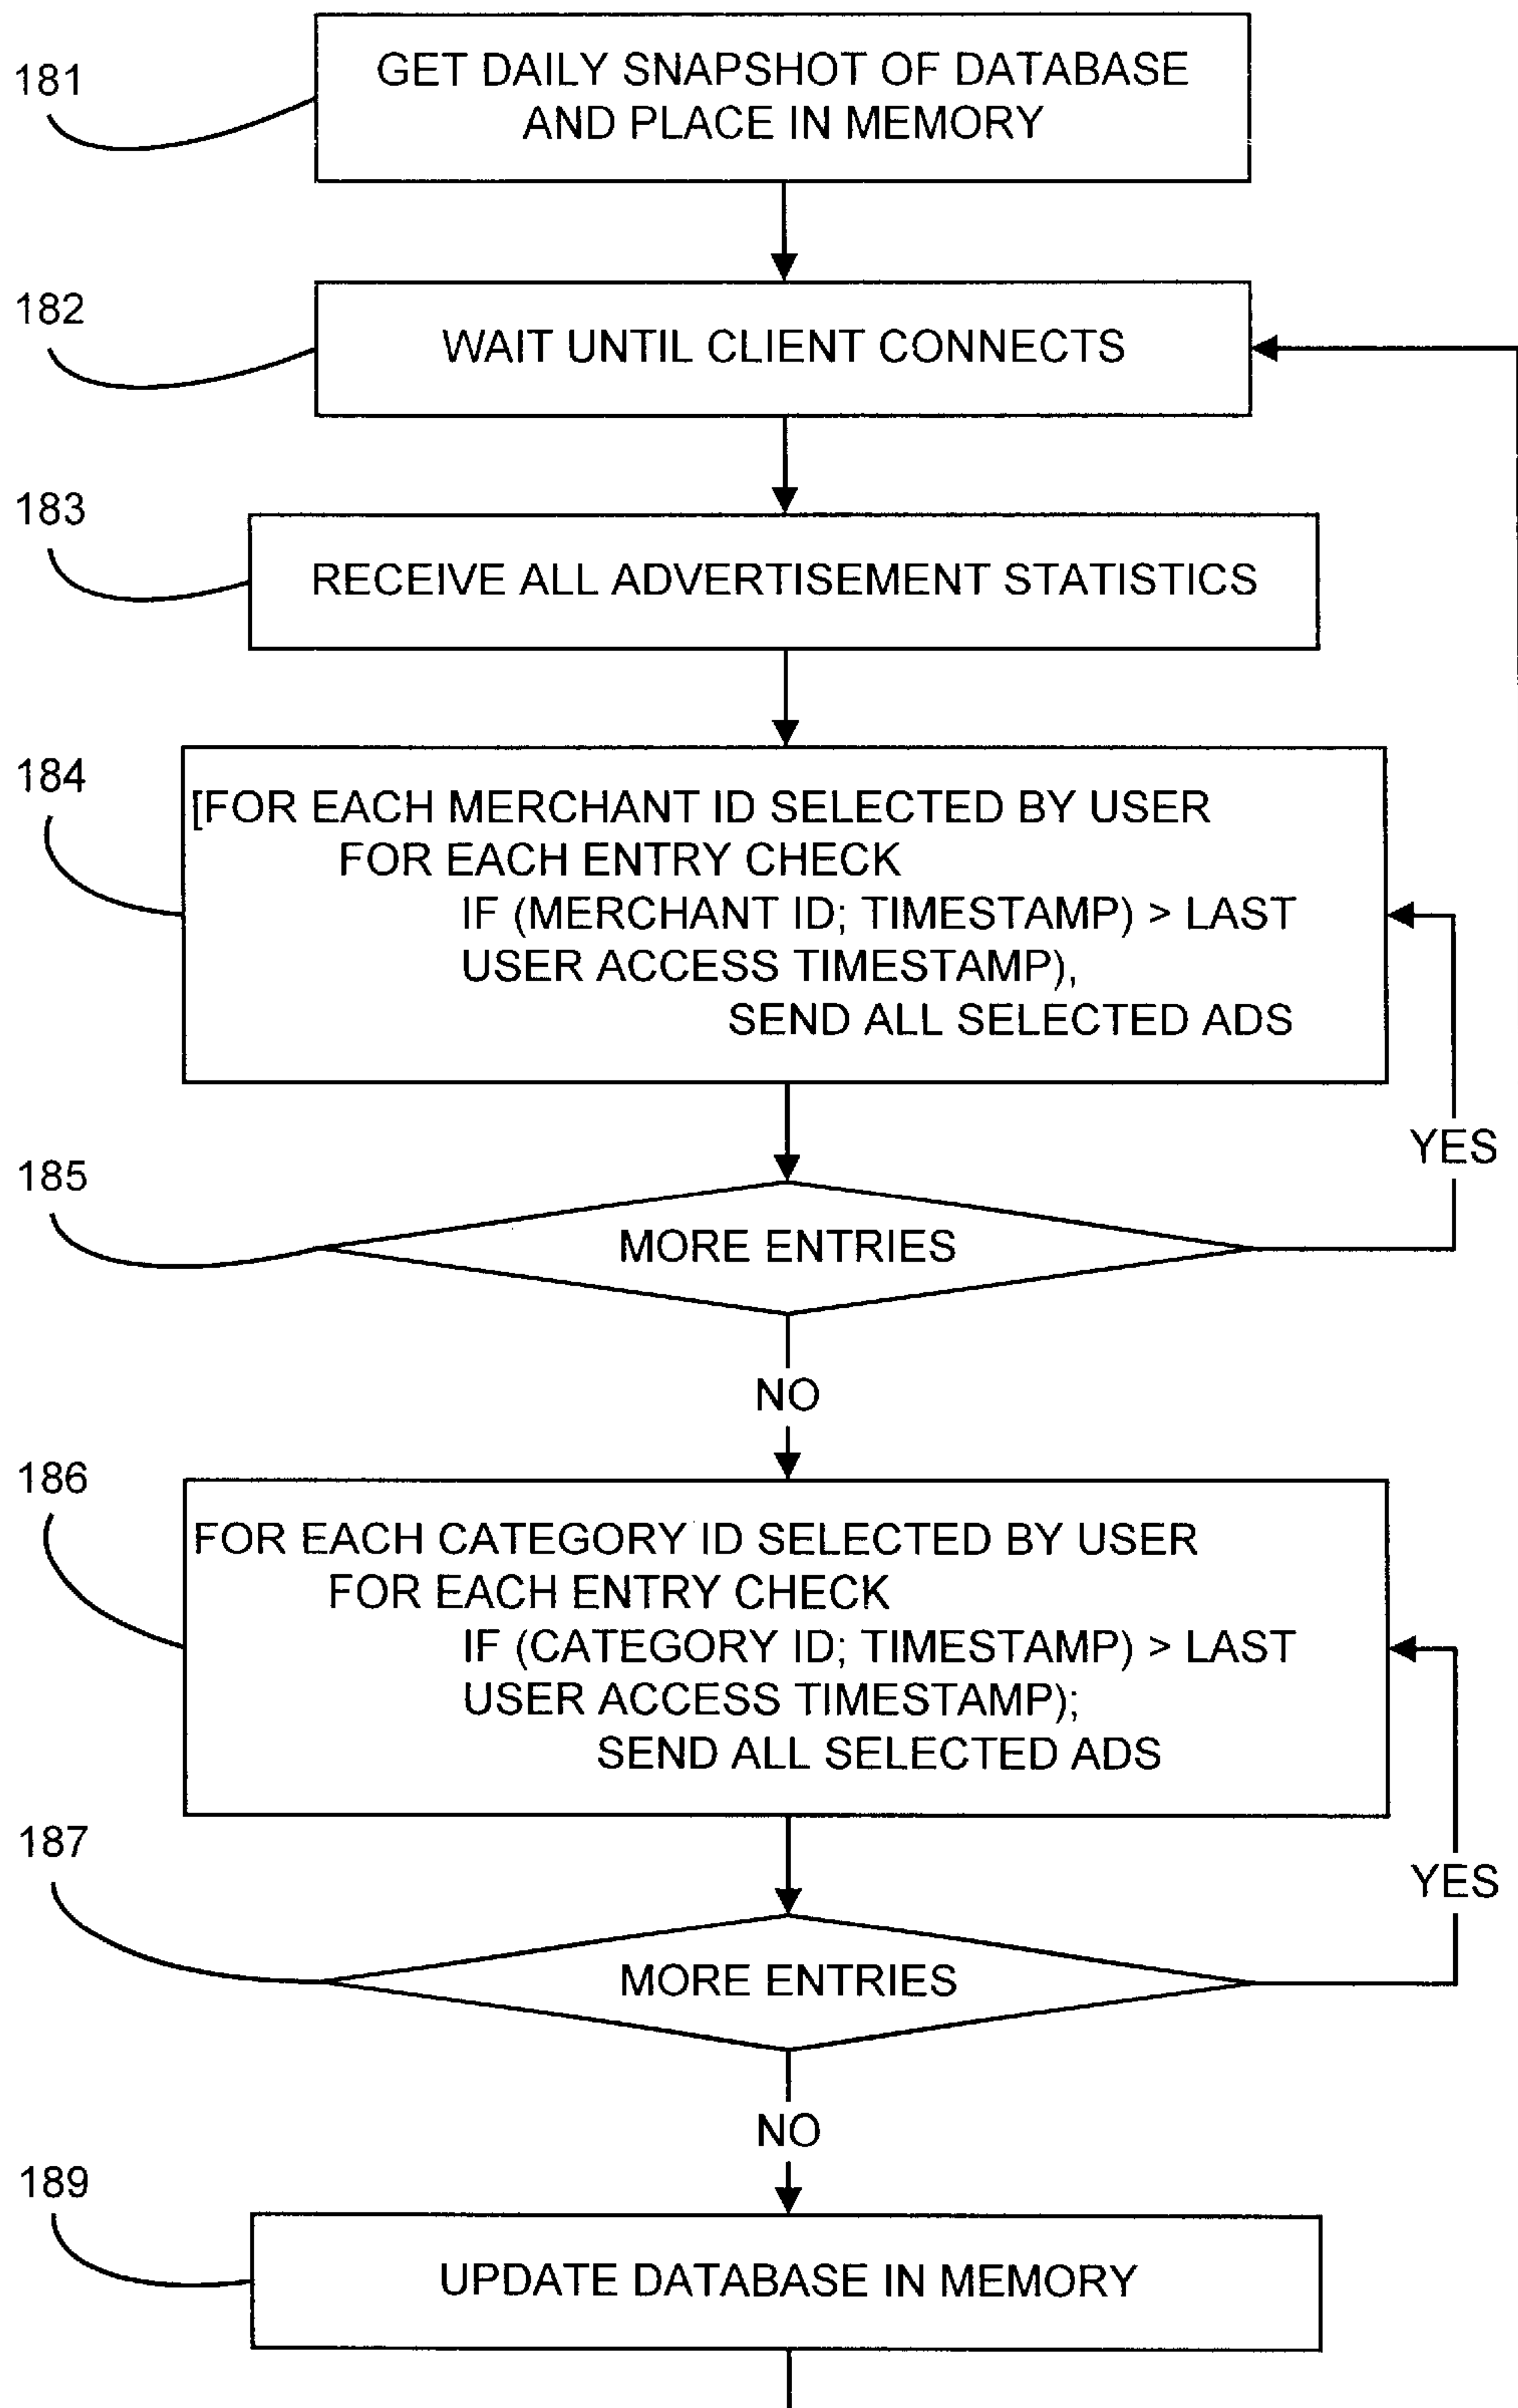 181
GET DAILY SNAPSHOT OF DATABASE
AND PLACE IN MEMORY
182
WAIT UNTIL CLIENT CONNECTS
183
RECEIVE ALL ADVERTISEMENT STATISTICS
184
[FOR EACH MERCHANT ID SELECTED BY USER
FOR EACH ENTRY CHECK
IF (MERCHANT ID; TIMESTAMP) > LAST
USER ACCESS TIMESTAMP),
SEND ALL SELECTED ADS
YES
185
MORE ENTRIES
NO
186
FOR EACH CATEGORY ID SELECTED BY USER
FOR EACH ENTRY CHECK
IF (CATEGORY ID; TIMESTAMP) > LAST
USER ACCESS TIMESTAMP);
SEND ALL SELECTED ADS
187
YES
MORE ENTRIES
NO
189
UPDATE DATABASE IN MEMORY